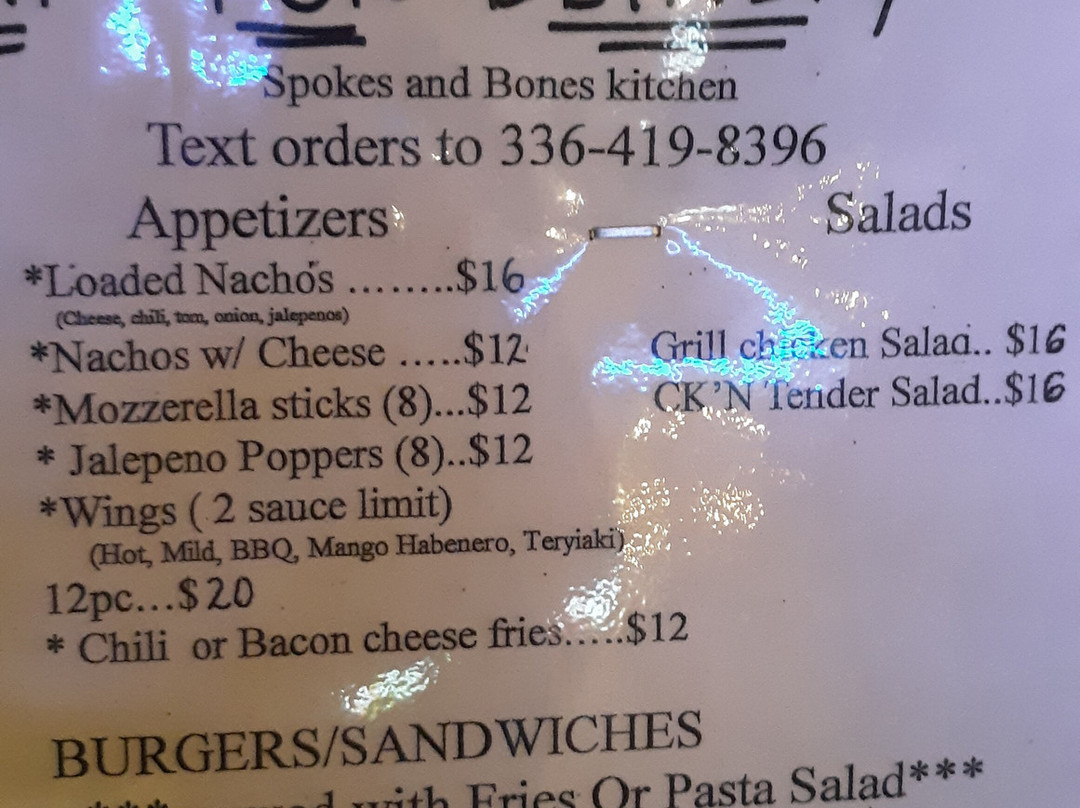 Spokes and Bones kitchen
Text orders to 336-419-8396
Appetizers
*Loaded Nacho's ........$16
(Cheese, chili, tom, onion, jalepenos)
*Nachos w/ Cheese .....$12
*Mozzerella sticks (8)...$12
* Jalepeno Poppers (8)..$12
*Wings ( 2 sauce limit)
(Hot, Mild, BBQ, Mango Habenero, Teryiaki)
12pc...$20
* Chili or Bacon cheese fries.....$12
Salads
Grill chicken Salad.. $16
CK'N Tender Salad..$16
BURGERS/SANDWICHES
with Fries Or Pasta Salad***